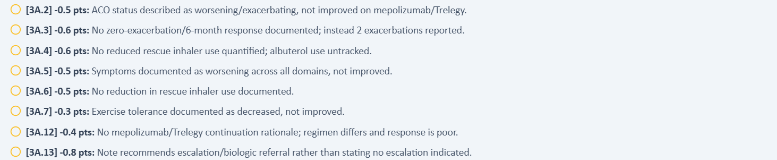 [3A.2] -0.5 pts: ACO status described as worsening/exacerbating, not improved on mepolizumab/Trelegy.
[3A.3] -0.6 pts: No zero-exacerbation/6-month response documented; instead 2 exacerbations reported.
[3A.4] -0.6 pts: No reduced rescue inhaler use quantified; albuterol use untracked.
[3A.5] -0.5 pts: Symptoms documented as worsening across all domains, not improved.
[3A.6] -0.5 pts: No reduction in rescue inhaler use documented.
[3A.7] -0.3 pts: Exercise tolerance documented as decreased, not improved.
[3A.12] -0.4 pts: No mepolizumab/Trelegy continuation rationale; regimen differs and response is poor.
[3A.13] -0.8 pts: Note recommends escalation/biologic referral rather than stating no escalation indicated.